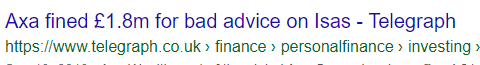 Axa fined £1.8m for bad advice on Isas - Telegraph
https://www.telegraph.co.uk › finance › personalfinance › investing ›